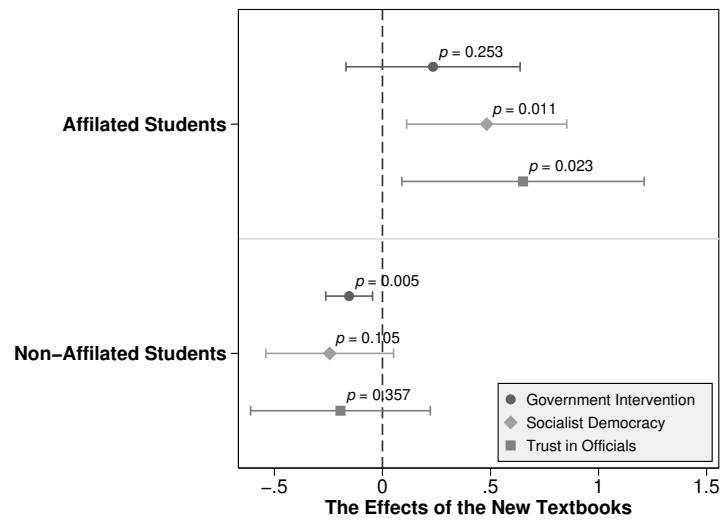 p = 0.253
Affilated Students
p = 0.011
p = 0.023
p = 0.005
Non−Affilated Students
p = 0.105
p = 0.357
Government Intervention
Socialist Democracy
Trust in Officials
−.5 0 .5 1 1.5
The Effects of the New Textbooks